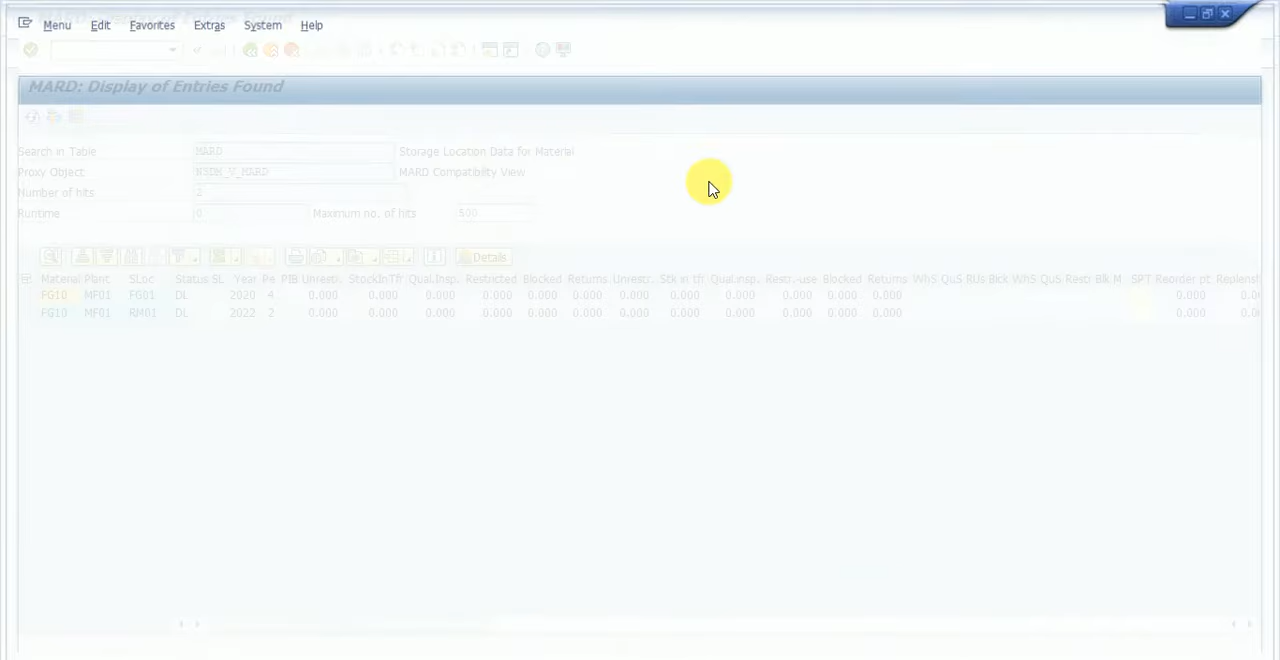 Menu Edit Favorites Extras System Help
MARD: Display of Entries Found
Search in Table MARD Storage Location Data for Material
Proxy Object: NSDM_V_MARD MARD Compatibility View
Number of hits 2
Runtime 0 Maximum no. of hits 500
Details
Material Plant SLoc Status SL Year Pe PIB Unrestr. StockInTfr Qual.Insp. Restricted Blocked Returns Unrestr. Stk in tfr Qual.insp. Restr.-use Blocked Returns WhS QuS RUs Blck WhS QuS Restr Blk M SPT Reorder pt Replensh
FG10 MF01 FG01 DL 2020 4 0.000 0.000 0.000 0.000 0.000 0.000 0.000 0.000 0.000 0.000 0.000 0.000 0.000
FG10 MF01 RM01 DL 2022 2 0.000 0.000 0.000 0.000 0.000 0.000 0.000 0.000 0.000 0.000 0.000 0.000 0.000